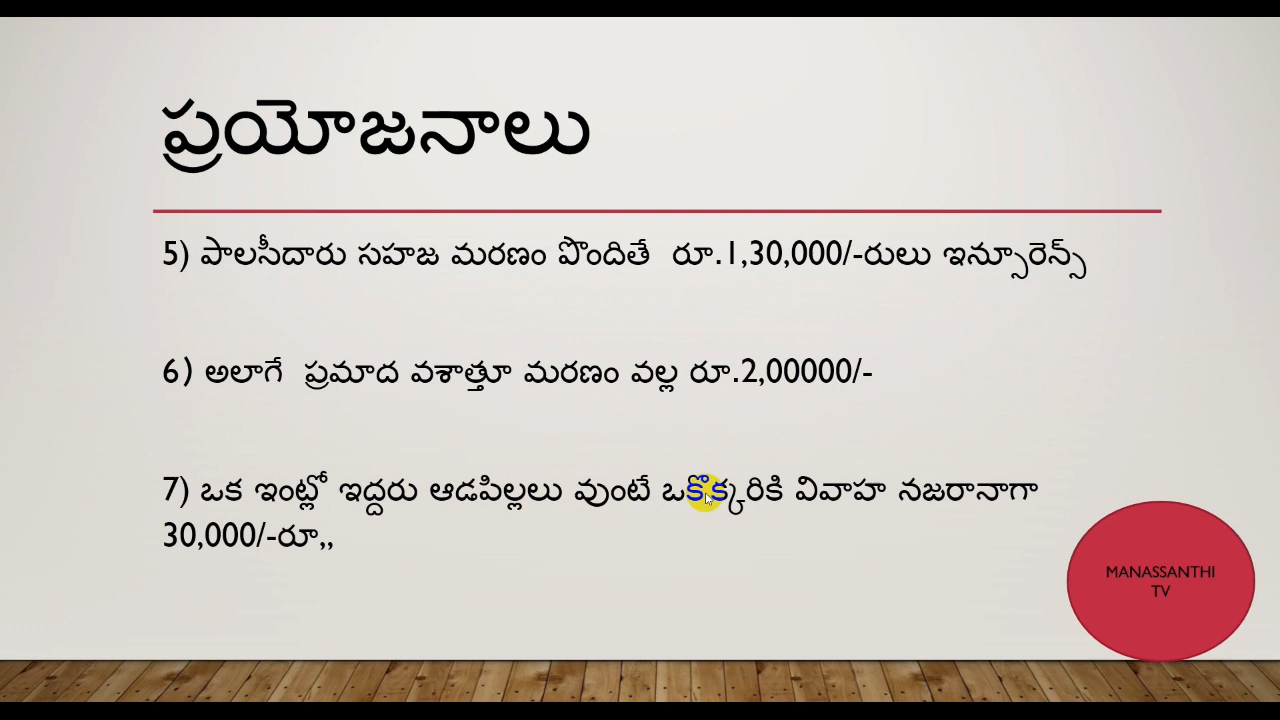 ప్రయోజనాలు
5) పాలసీదారు సహజ మరణం పొందితే రూ.1,30,000/-రులు ఇన్సూరెన్స్
6) అలాగే ప్రమాద వశాత్తూ మరణం వల్ల రూ.2,00000/-
7) ఒక ఇంట్లో ఇద్దరు ఆడపిల్లలు వుంటే ఒకొక్కరికి వివాహ నజరానాగా
30,000/-రూ,,
MANASSANTHI
TV